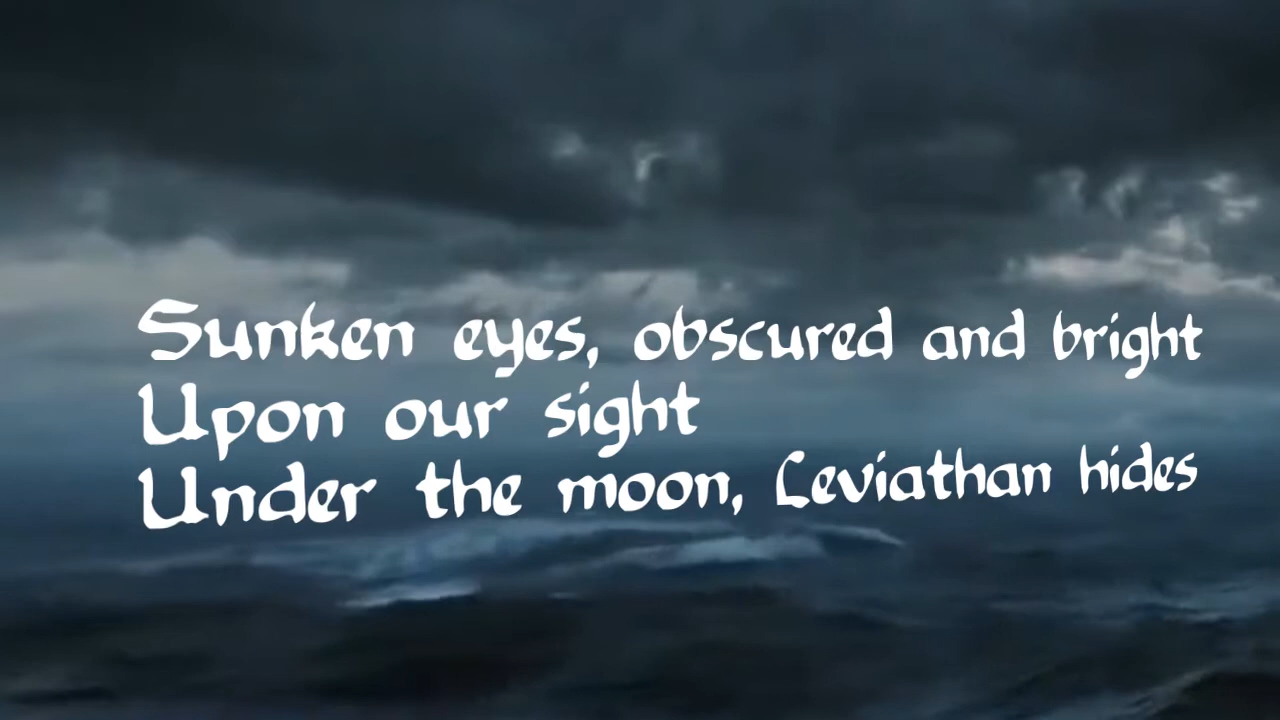 Sunken eyes, obscured and bright
Upon our sight
Under the moon, Leviathan hides